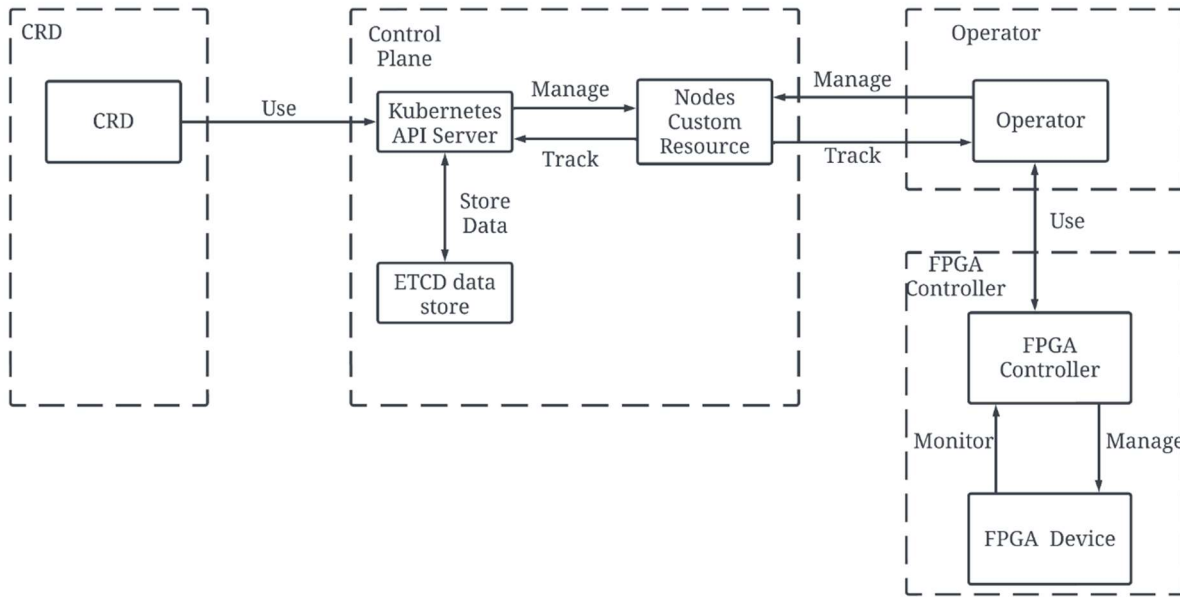 CRD
CRD
Use
Control
Plane
Kubernetes
API Server
Manage
Track
Nodes
Custom
Resource
Store
Data
ETCD data
store
Manage
Track
Operator
Operator
Use
FPGA
Controller
FPGA
Controller
Monitor
Manage
FPGA Device